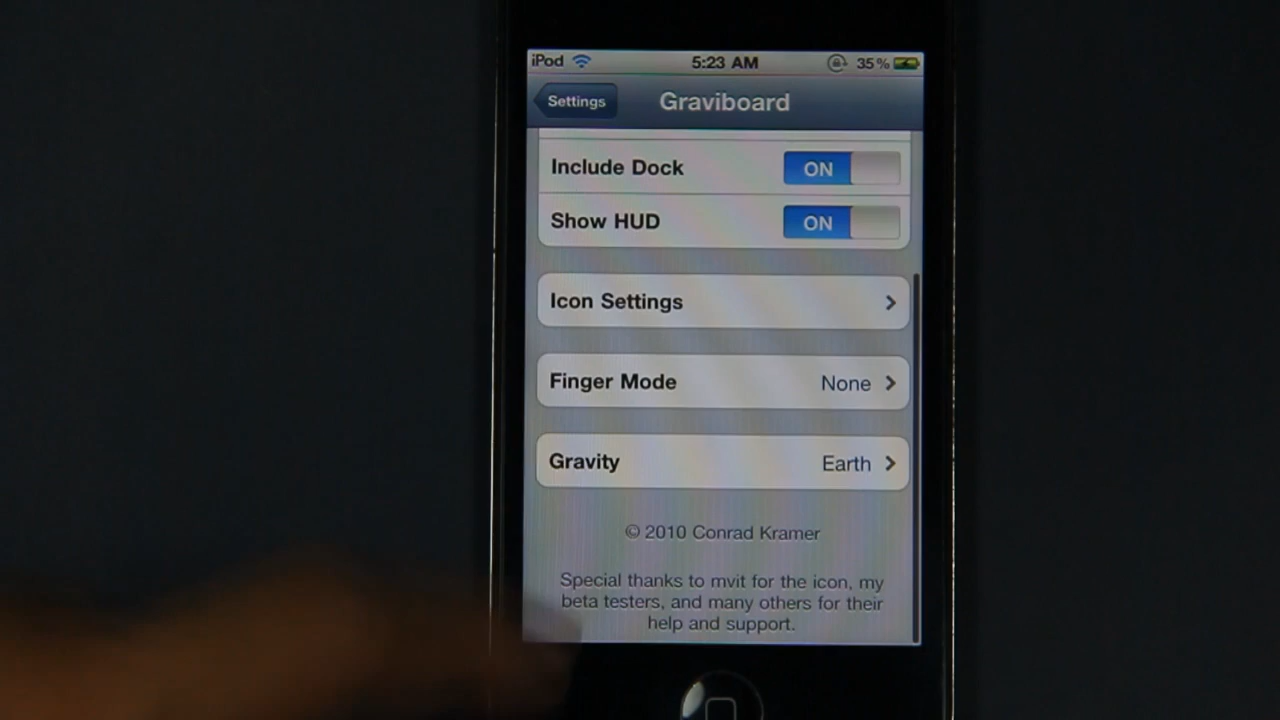 iPod 5:23 AM 35%
Settings Graviboard
Include Dock ON
Show HUD ON
Icon Settings
Finger Mode None
Gravity Earth
© 2010 Conrad Kramer
Special thanks to mvit for the icon, my
beta testers, and many others for their
help and support.